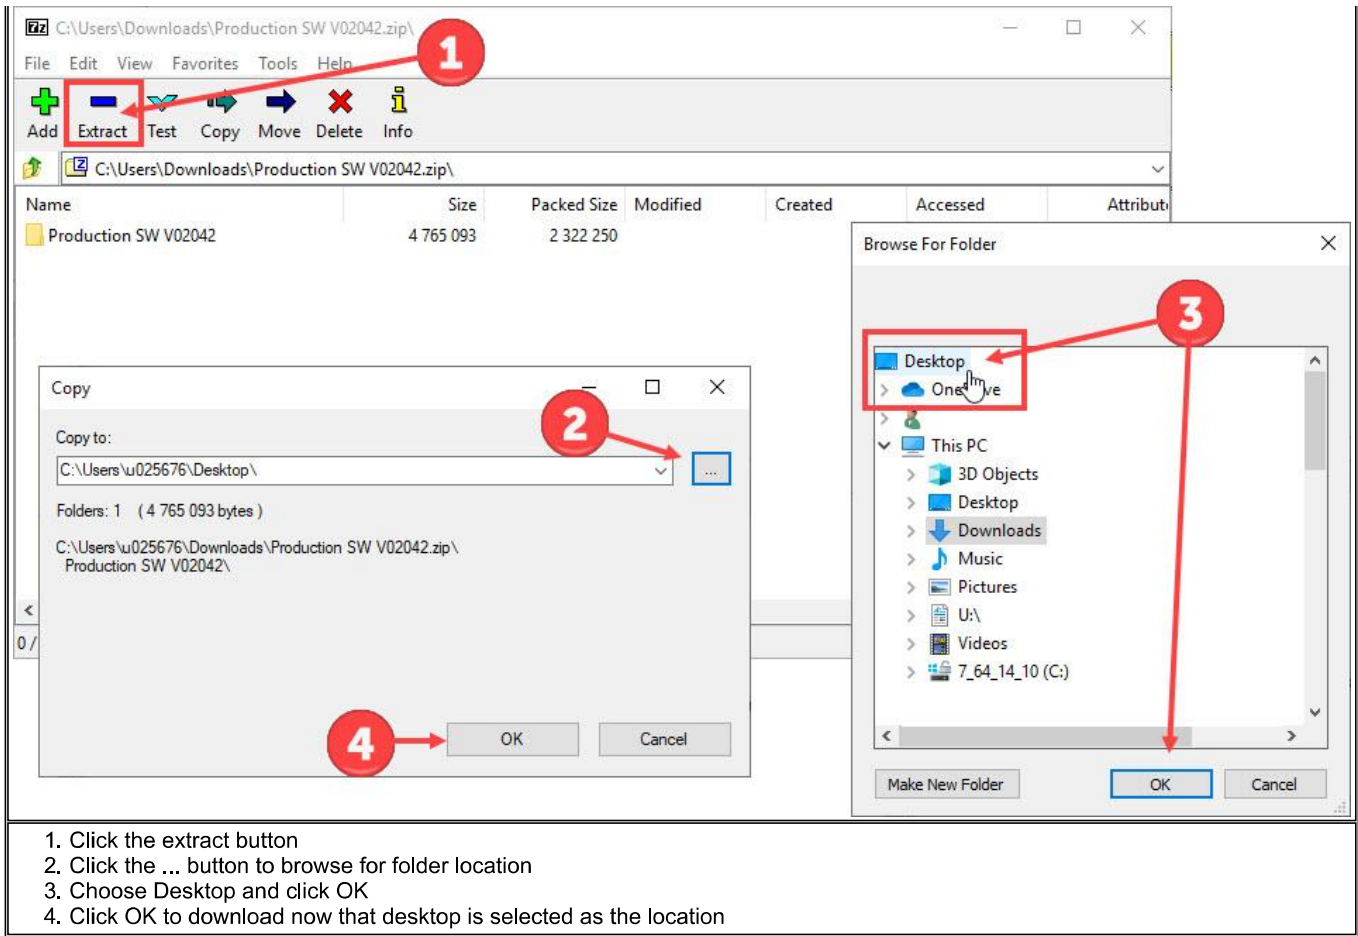 7z C:\Users\Downloads\Production SW V02042.zip\
1
File Edit View Favorites Tools Help
Add Extract Test Copy Move Delete Info
C:\Users\Downloads\Production SW V02042.zip\
Name Size Packed Size Modified Created Accessed Attribut
Production SW V02042 4 765 093 2 322 250
Browse For Folder
3
Desktop
This PC
3D Objects
Desktop
Downloads
Music
Pictures
U:\
Videos
7_64_14_10 (C:)
Make New Folder OK Cancel
Copy
2
Copy to:
C:\Users\u025676\Desktop\ ...
Folders: 1 ( 4 765 093 bytes )
C:\Users\u025676\Downloads\Production SW V02042.zip\
Production SW V02042\
0 /
4
OK Cancel
1. Click the extract button
2. Click the ... button to browse for folder location
3. Choose Desktop and click OK
4. Click OK to download now that desktop is selected as the location